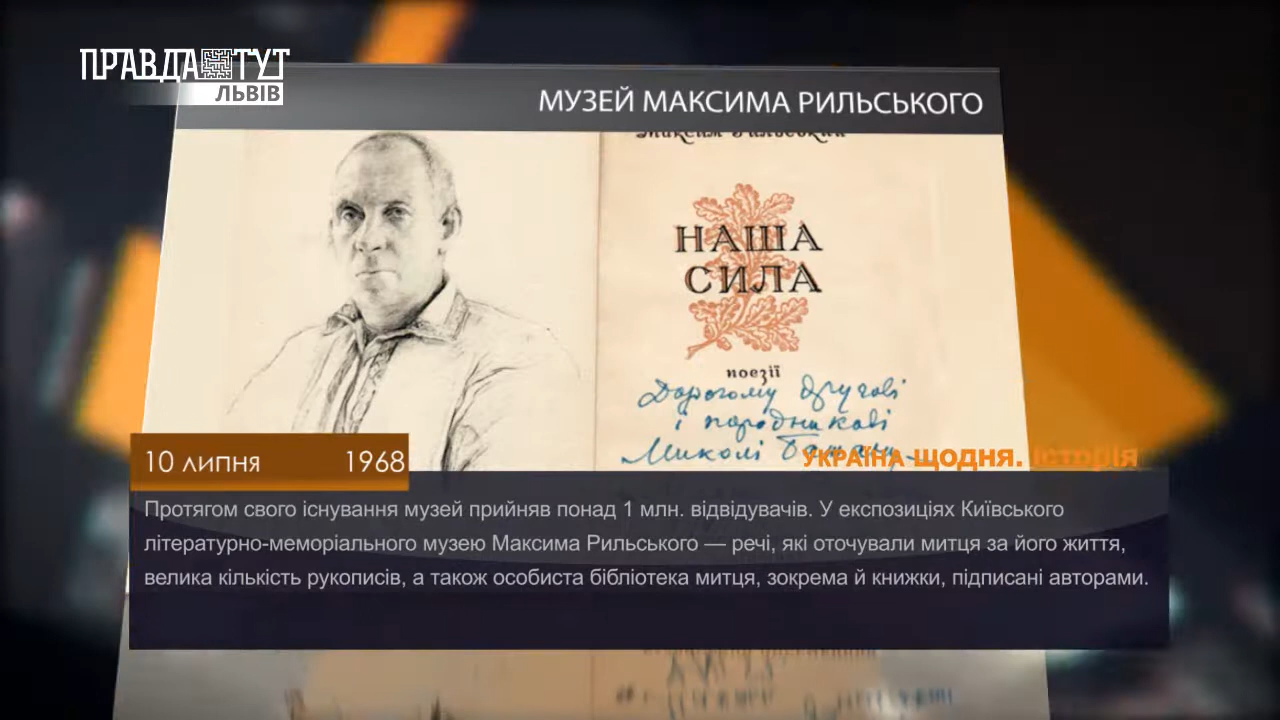 ПРАВДА ТУТ
ЛЬВІВ
МУЗЕЙ МАКСИМА РИЛЬСЬКОГО
Максим Рильський
НАША
СИЛА
поезії
Дорогому другові
і
Миколі
10 липня 1968
УКРАЇНА ЩОДНЯ. Історія
Протягом свого існування музей прийняв понад 1 млн. відвідувачів. У експозиціях Київського
літературно-меморіального музею Максима Рильського — речі, які оточували митця за його життя,
велика кількість рукописів, а також особиста бібліотека митця, зокрема й книжки, підписані авторами.